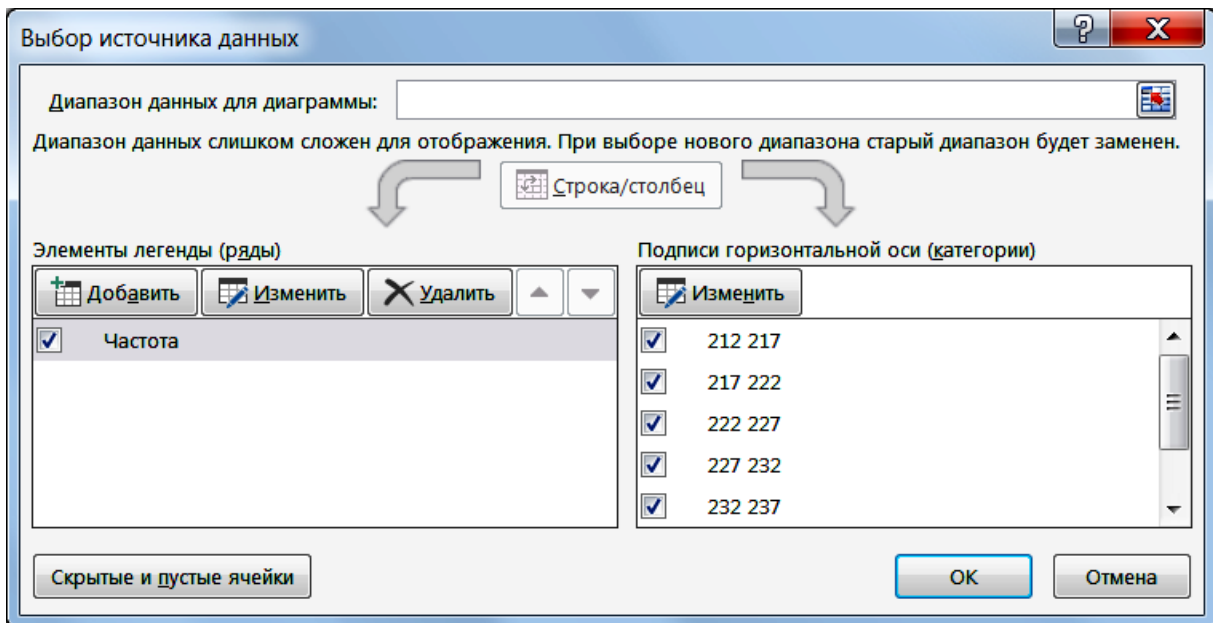 Выбор источника данных
Диапазон данных для диаграммы:
Диапазон данных слишком сложен для отображения. При выборе нового диапазона старый диапазон будет заменен.
Строка/столбец
Элементы легенды (ряды)
Добавить Изменить Удалить
Частота
Подписи горизонтальной оси (категории)
Изменить
212 217
217 222
222 227
227 232
232 237
Скрытые и пустые ячейки
ОК Отмена